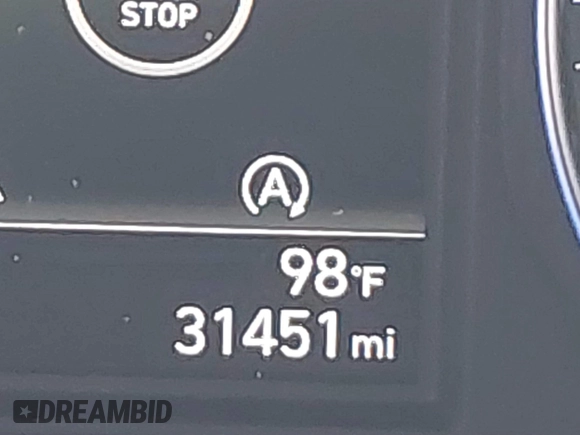 STOP
A
98°F
31451 mi
DREAMBID